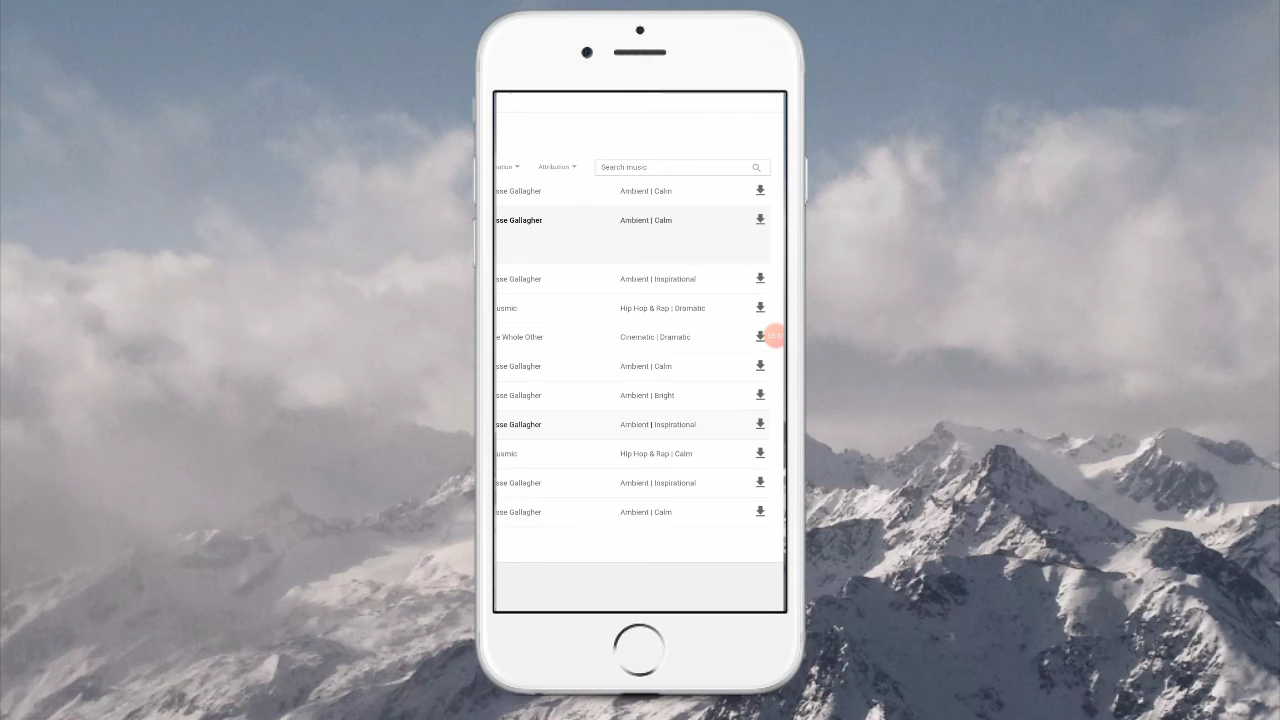 ation Attribution Search music
sse Gallagher Ambient | Calm
sse Gallagher Ambient | Calm
sse Gallagher Ambient | Inspirational
usmic Hip Hop & Rap | Dramatic
e Whole Other Cinematic | Dramatic
sse Gallagher Ambient | Calm
sse Gallagher Ambient | Bright
sse Gallagher Ambient | Inspirational
usmic Hip Hop & Rap | Calm
sse Gallagher Ambient | Inspirational
sse Gallagher Ambient | Calm